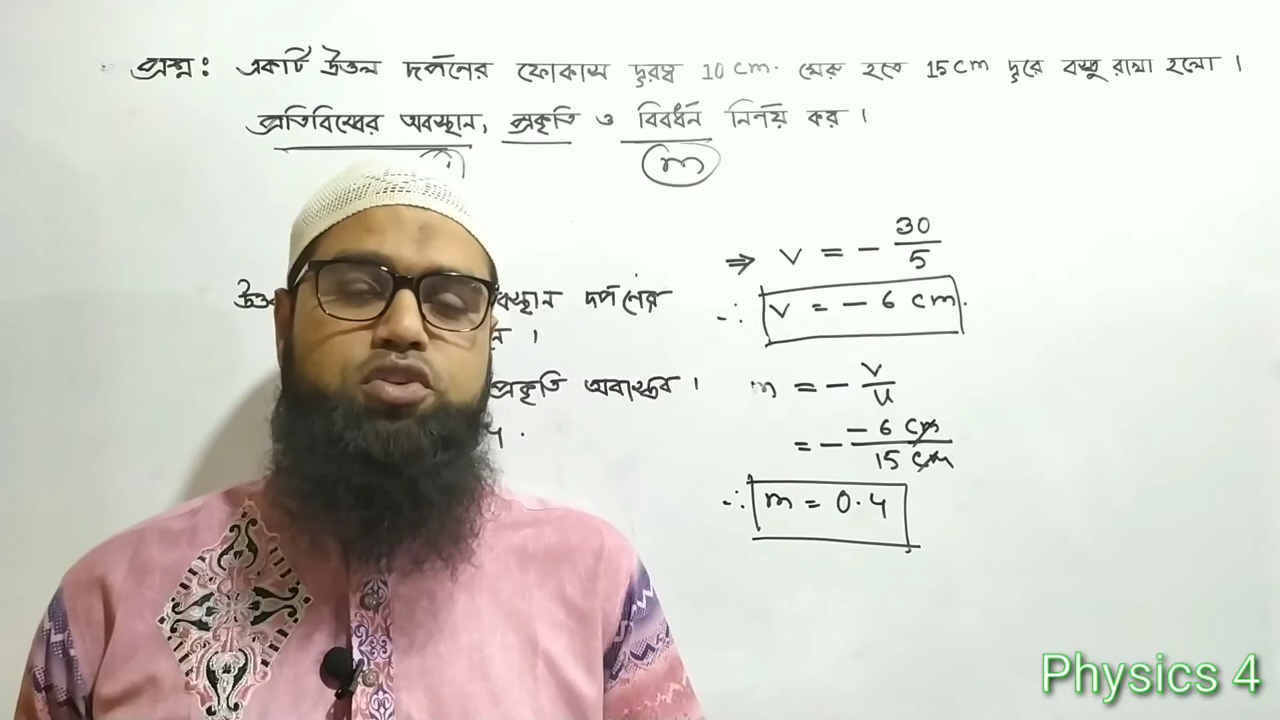 প্রশ্ন: একটি উত্তল দর্পনের ফোকাস দূরত্ব 10 cm. মেরু হতে 15 cm দূরে বস্তু রাখা হলো।
প্রতিবিম্বের অবস্থান, প্রকৃতি ও বিবর্ধন নির্ণয় কর।
m
দর্পনের
প্রকৃতি অবাস্তব।
⇒ v = - 30/5
∴ v = - 6 cm.
m = - v/u
= - -6 cm/15 cm
∴ m = 0.4
Physics 4